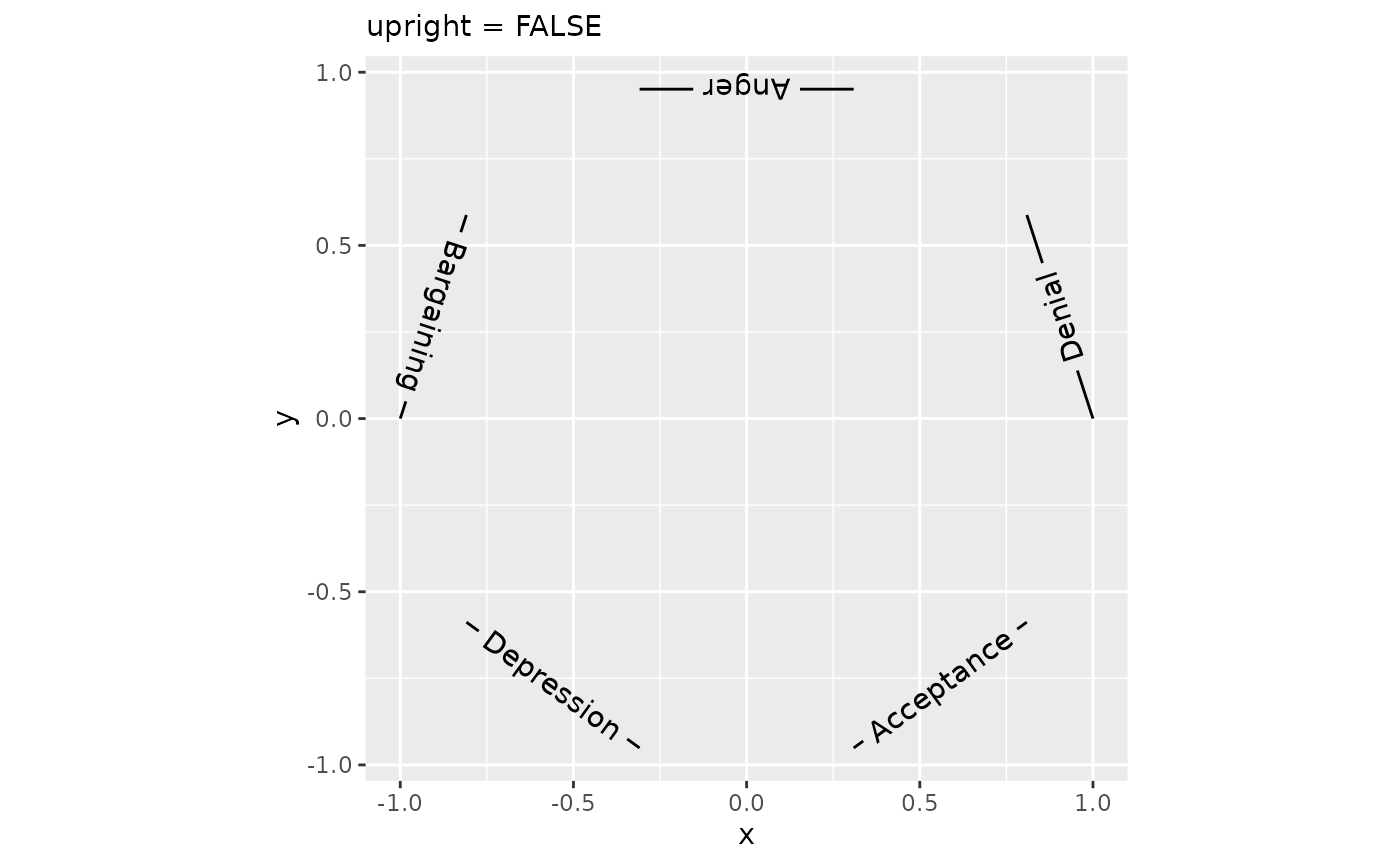 upright = FALSE
1.0
Anger
0.5
Bargaining
Denial
y
0.0
-0.5
Depression
Acceptance
-1.0
-1.0 -0.5 0.0 0.5 1.0
x